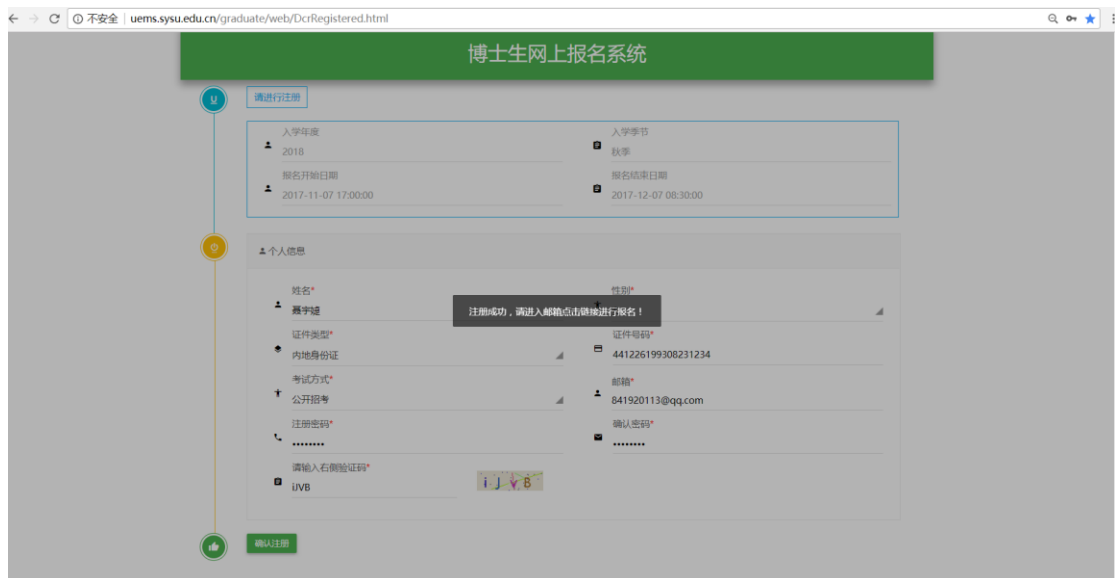 不安全 | uems.sysu.edu.cn/graduate/web/DcrRegistered.html
博士生网上报名系统
请进行注册
入学年度 入学季节
2018 秋季
报名开始日期 报名结束日期
2017-11-07 17:00:00 2017-12-07 08:30:00
个人信息
姓名* 性别*
聂宇
注册成功，请进入邮箱点击链接进行报名！
证件类型* 证件号码*
内地身份证 441226199308231234
考试方式* 邮箱*
公开招考 841920113@qq.com
注册密码* 确认密码*
•••••••• ••••••••
请输入右侧验证码*
iJVB iJVB
确认注册